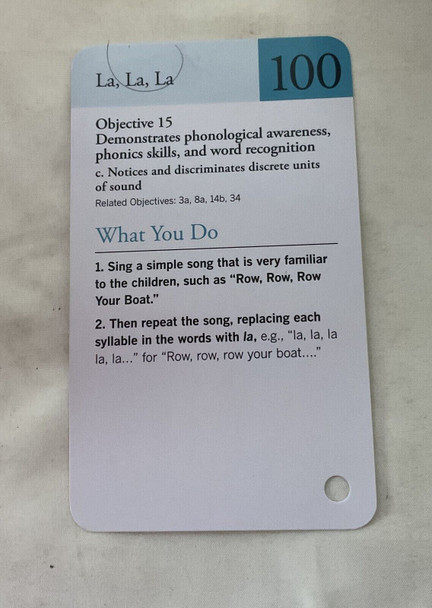 La, La, La
100
Objective 15
Demonstrates phonological awareness,
phonics skills, and word recognition
c. Notices and discriminates discrete units
of sound
Related Objectives: 3a, 8a, 14b, 34
What You Do
1. Sing a simple song that is very familiar
to the children, such as “Row, Row, Row
Your Boat.”
2. Then repeat the song, replacing each
syllable in the words with la, e.g., “la, la, la
la, la...” for “Row, row, row your boat....”